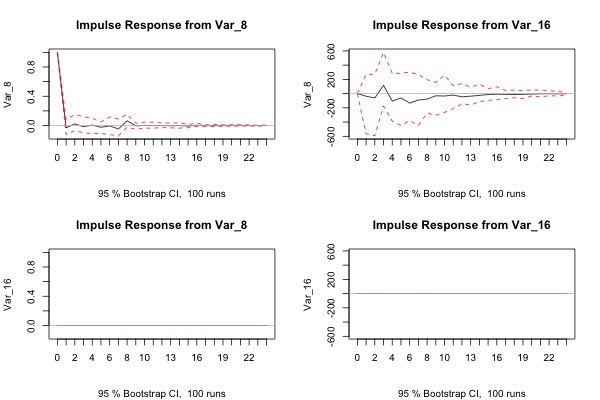 Impulse Response from Var_8
Var_8
0.0 0.4 0.8
0 2 4 6 8 10 13 16 19 22
95 % Bootstrap CI, 100 runs
Impulse Response from Var_16
Var_8
-600 -200 200 600
0 2 4 6 8 10 13 16 19 22
95 % Bootstrap CI, 100 runs
Impulse Response from Var_8
Var_16
0.0 0.4 0.8
0 2 4 6 8 10 13 16 19 22
95 % Bootstrap CI, 100 runs
Impulse Response from Var_16
Var_16
-600 0 200 600
0 2 4 6 8 10 13 16 19 22
95 % Bootstrap CI, 100 runs